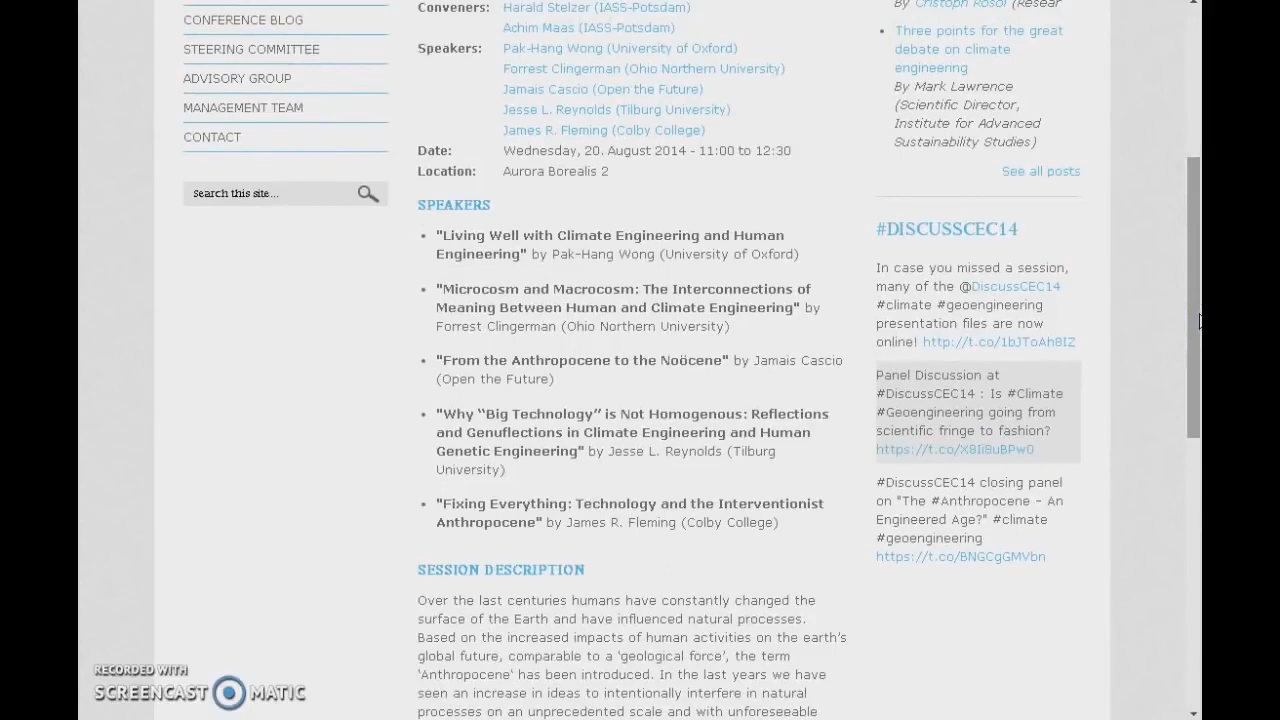 CONFERENCE BLOG
STEERING COMMITTEE
ADVISORY GROUP
MANAGEMENT TEAM
CONTACT
Search this site...
Conveners: Harald Stelzer (IASS-Potsdam)
Achim Maas (IASS-Potsdam)
Speakers: Pak-Hang Wong (University of Oxford)
Forrest Clingerman (Ohio Northern University)
Jamais Cascio (Open the Future)
Jesse L. Reynolds (Tilburg University)
James R. Fleming (Colby College)
Date: Wednesday, 20. August 2014 - 11:00 to 12:30
Location: Aurora Borealis 2
SPEAKERS
• "Living Well with Climate Engineering and Human
Engineering" by Pak-Hang Wong (University of Oxford)
• "Microcosm and Macrocosm: The Interconnections of
Meaning Between Human and Climate Engineering" by
Forrest Clingerman (Ohio Northern University)
• "From the Anthropocene to the Noöcene" by Jamais Cascio
(Open the Future)
• "Why “Big Technology” is Not Homogenous: Reflections
and Genuflections in Climate Engineering and Human
Genetic Engineering" by Jesse L. Reynolds (Tilburg
University)
• "Fixing Everything: Technology and the Interventionist
Anthropocene" by James R. Fleming (Colby College)
SESSION DESCRIPTION
Over the last centuries humans have constantly changed the
surface of the Earth and have influenced natural processes.
Based on the increased impacts of human activities on the earth’s
global future, comparable to a ‘geological force’, the term
‘Anthropocene’ has been introduced. In the last years we have
seen an increase in ideas to intentionally interfere in natural
processes on an unprecedented scale and with unforeseeable
By Cristoph Rosol (Resear
• Three points for the great
debate on climate
engineering
By Mark Lawrence
(Scientific Director,
Institute for Advanced
Sustainability Studies)
See all posts
#DISCUSSCEC14
In case you missed a session,
many of the @DiscussCEC14
#climate #geoengineering
presentation files are now
online! http://t.co/1bJToAh8IZ
Panel Discussion at
#DiscussCEC14 : Is #Climate
#Geoengineering going from
scientific fringe to fashion?
https://t.co/X8Ii8uBPw0
#DiscussCEC14 closing panel
on "The #Anthropocene - An
Engineered Age?" #climate
#geoengineering
https://t.co/BNGCgGMVbn
RECORDED WITH
SCREENCAST MATIC